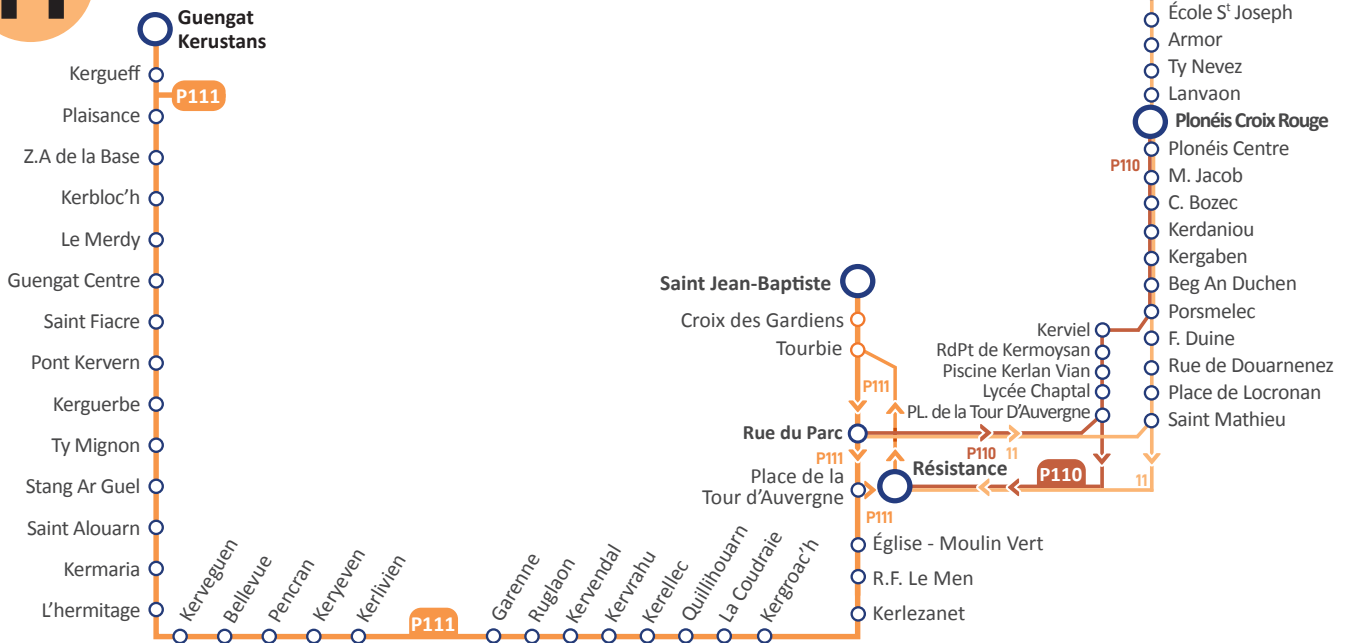 Guengat
Kerustans
Kergueff
P111
Plaisance
Z.A de la Base
Kerbloc'h
Le Merdy
Guengat Centre
Saint Fiacre
Pont Kervern
Kerguerbe
Ty Mignon
Stang Ar Guel
Saint Alouarn
Kermaria
L'hermitage
Kerveguen
Bellevue
Pencran
Keryeven
Kerlivien
P111
Garenne
Ruglaon
Kervendal
Kervrahu
Kerellec
Quillihouarn
La Coudraie
Kergroac'h
Saint Jean-Baptiste
Croix des Gardiens
Tourbie
P111
Rue du Parc
P111
Place de la
Tour d'Auvergne
P111
Église - Moulin Vert
R.F. Le Men
Kerlezanet
Résistance
P110 11
P110
11
Kerviel
RdPt de Kermoysan
Piscine Kerlan Vian
Lycée Chaptal
PL. de la Tour D'Auvergne
École St Joseph
Armor
Ty Nevez
Lanvaon
Plonéis Croix Rouge
Plonéis Centre
P110
M. Jacob
C. Bozec
Kerdaniou
Kergaben
Beg An Duchen
Porsmelec
F. Duine
Rue de Douarnenez
Place de Locronan
Saint Mathieu